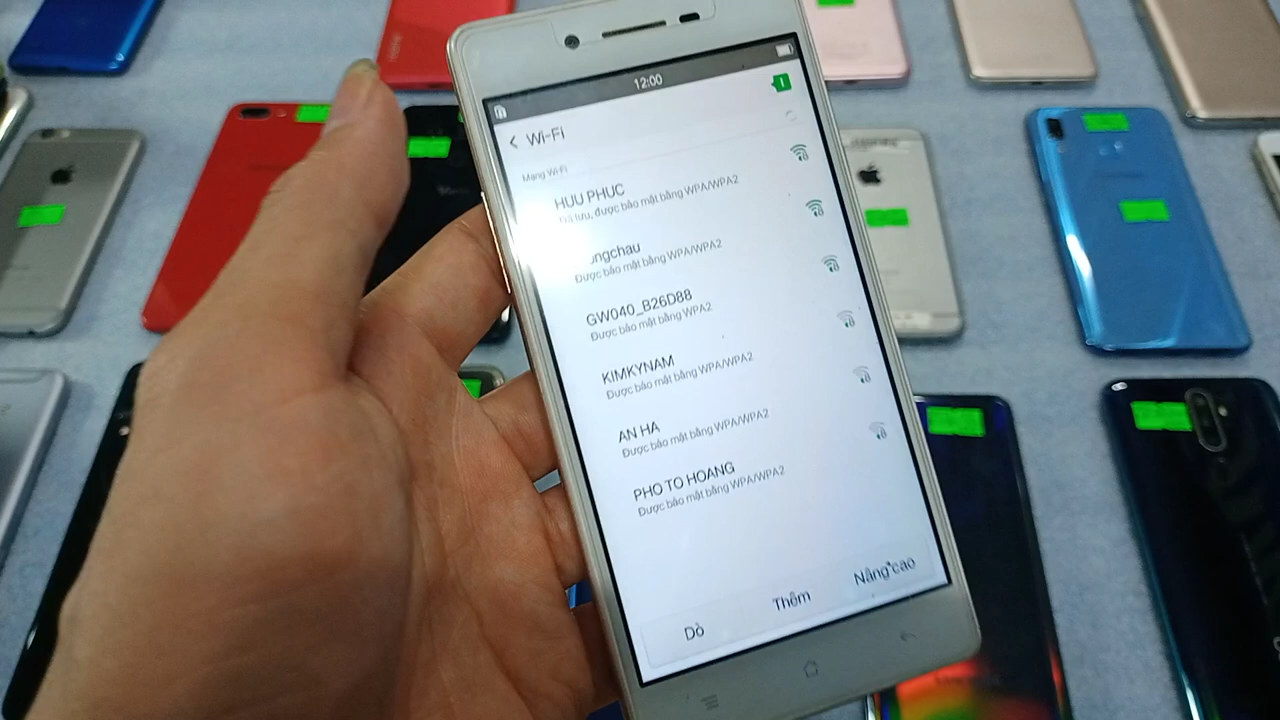 12:00
Wi-Fi
Mạng Wi-Fi
HUU PHUC
lưu, được bảo mật bằng WPA/WPA2
ngchau
Được bảo mật bằng WPA/WPA2
GW040_B26D88
Được bảo mật bằng WPA2
KIMKYNAM
Được bảo mật bằng WPA/WPA2
AN HA
Được bảo mật bằng WPA/WPA2
PHO TO HOANG
Được bảo mật bằng WPA/WPA2
Dò
Thêm
Nâng cao